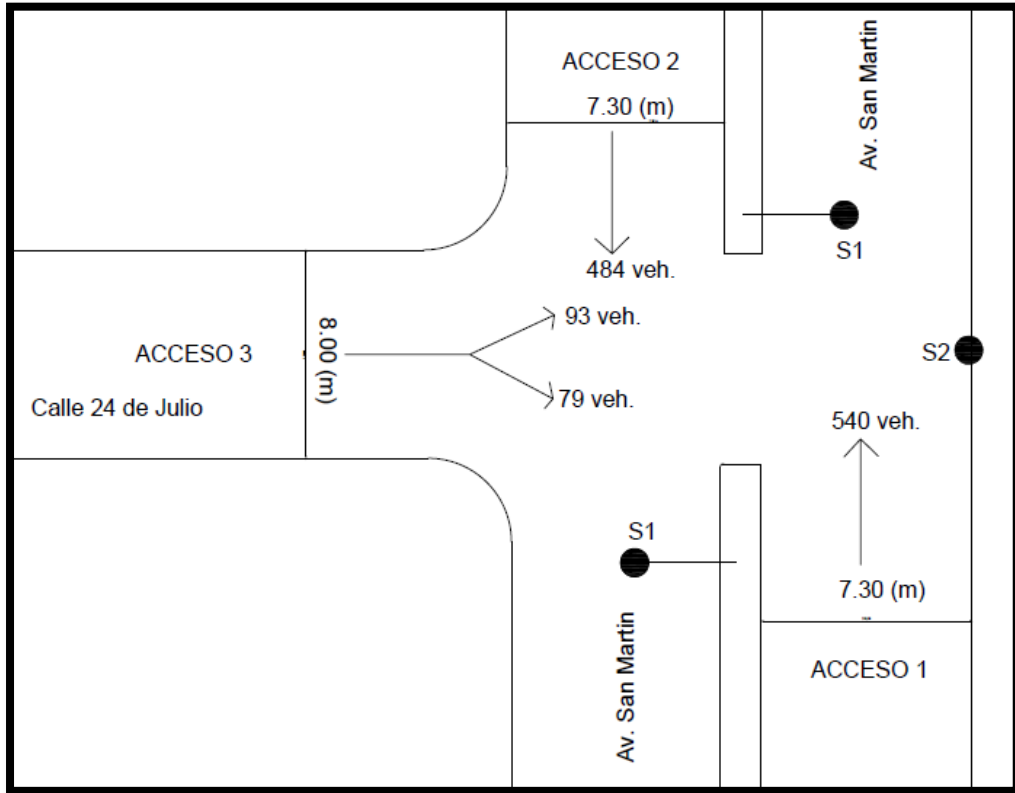 ACCESO 2
7.30 (m)
Av. San Martin
S1
484 veh.
93 veh.
8.00 (m)
ACCESO 3
S2
79 veh.
Calle 24 de Julio
540 veh.
S1
7.30 (m)
Av. San Martin
ACCESO 1